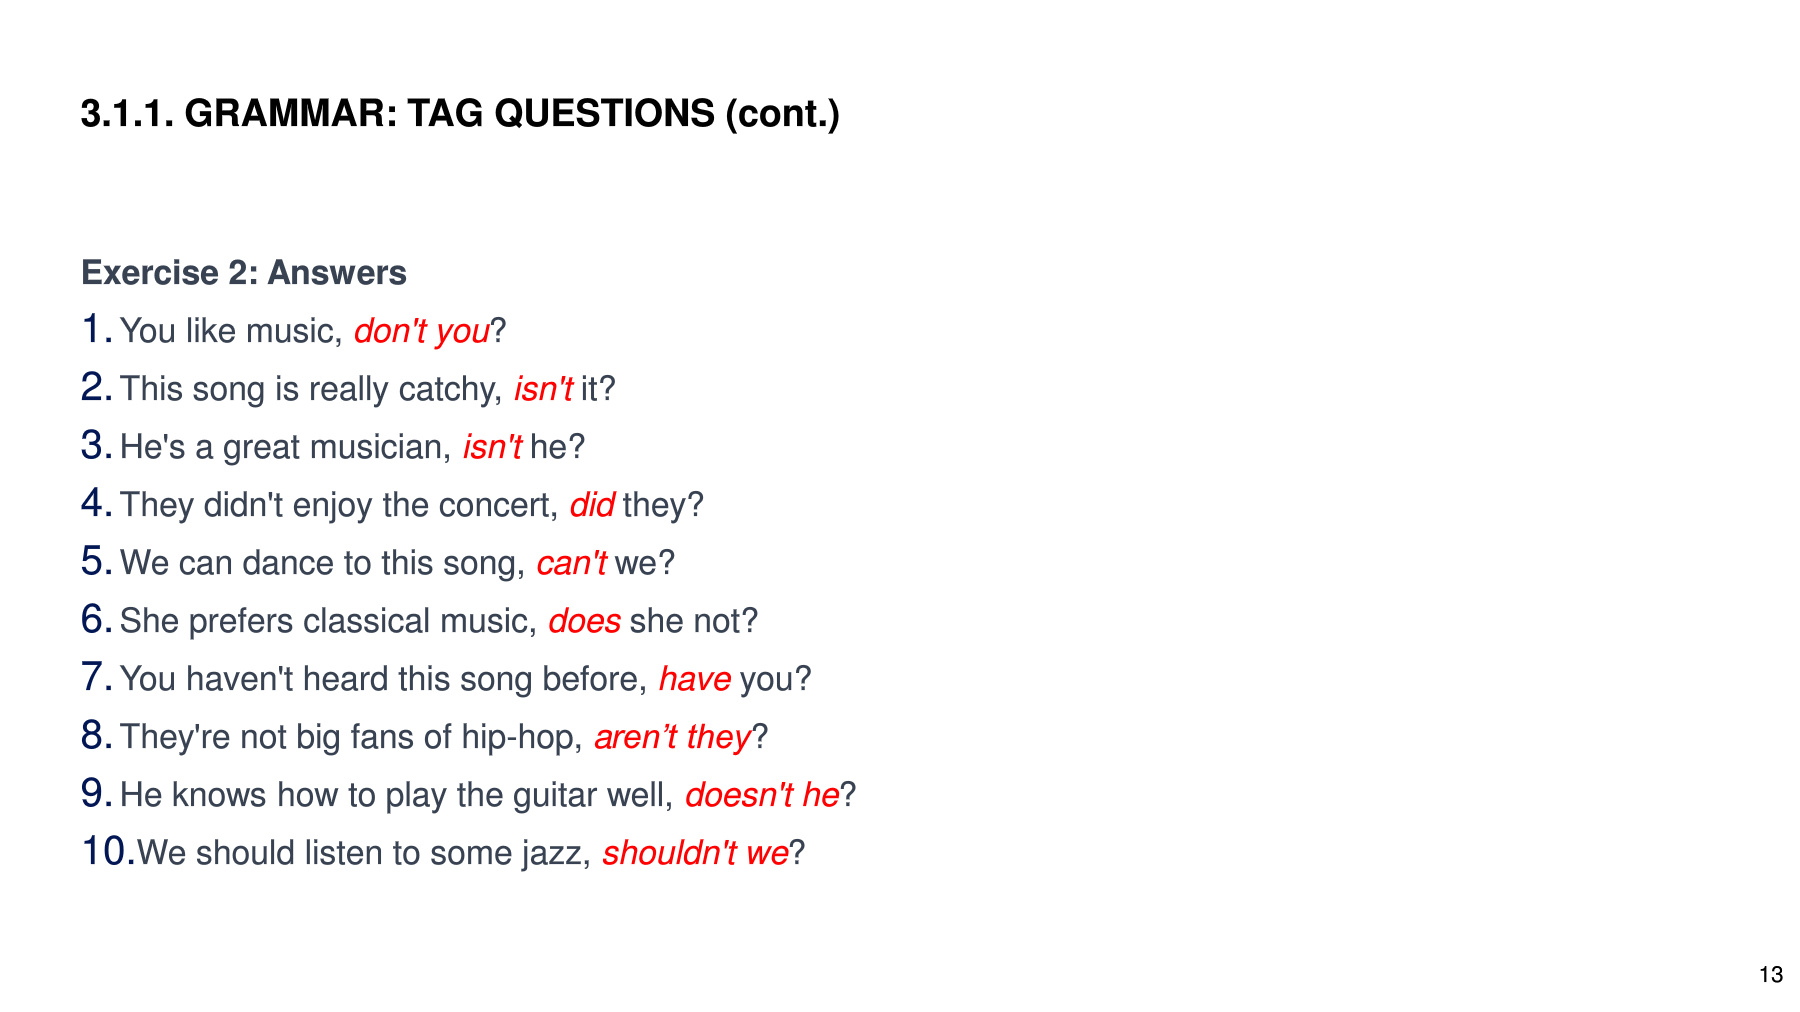 3.1.1. GRAMMAR: TAG QUESTIONS (cont.)
Exercise 2: Answers
1. You like music, don't you?
2. This song is really catchy, isn't it?
3. He's a great musician, isn't he?
4. They didn't enjoy the concert, did they?
5. We can dance to this song, can't we?
6. She prefers classical music, does she not?
7. You haven't heard this song before, have you?
8. They're not big fans of hip-hop, aren’t they?
9. He knows how to play the guitar well, doesn't he?
10.We should listen to some jazz, shouldn't we?
13